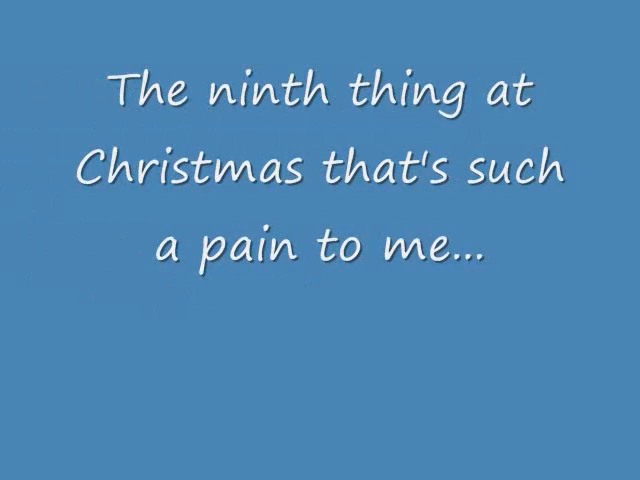 The ninth thing at
Christmas that's such
a pain to me...